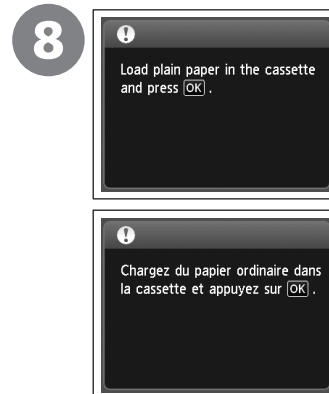 8
Load plain paper in the cassette
and press OK .
Chargez du papier ordinaire dans
la cassette et appuyez sur OK .